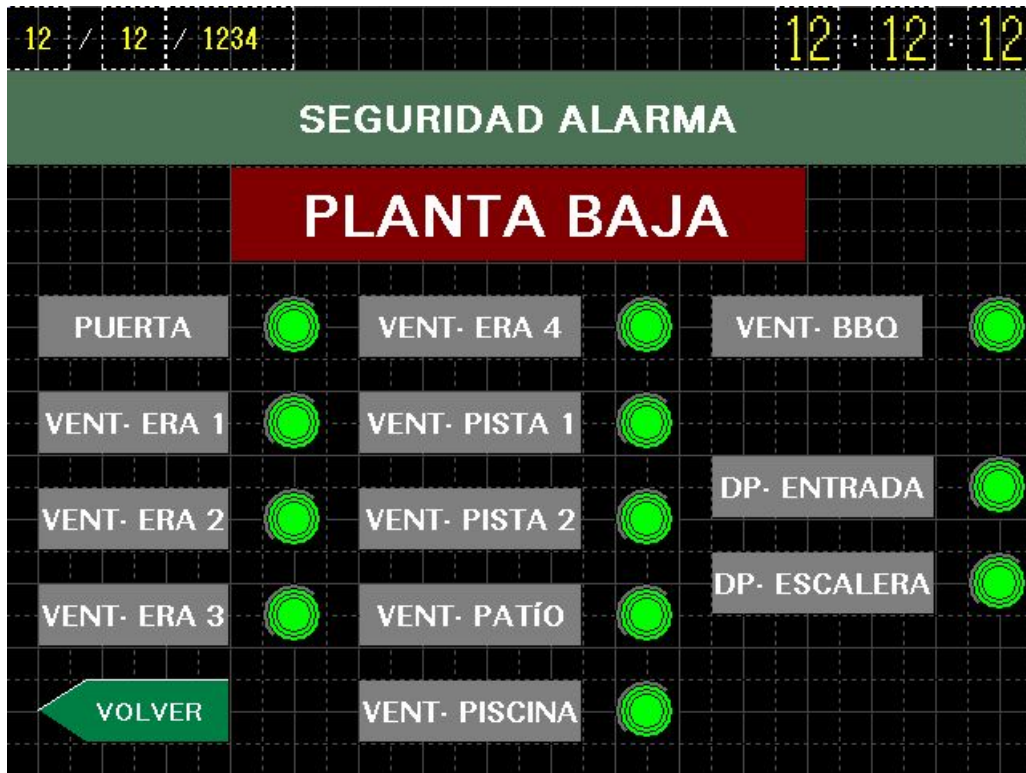 12 / 12 / 1234 12 : 12 : 12
SEGURIDAD ALARMA
PLANTA BAJA
PUERTA
VENT· ERA 1
VENT· ERA 2
VENT· ERA 3
VOLVER
VENT· ERA 4
VENT· PISTA 1
VENT· PISTA 2
VENT· PATÍO
VENT· PISCINA
VENT· BBQ
DP· ENTRADA
DP· ESCALERA